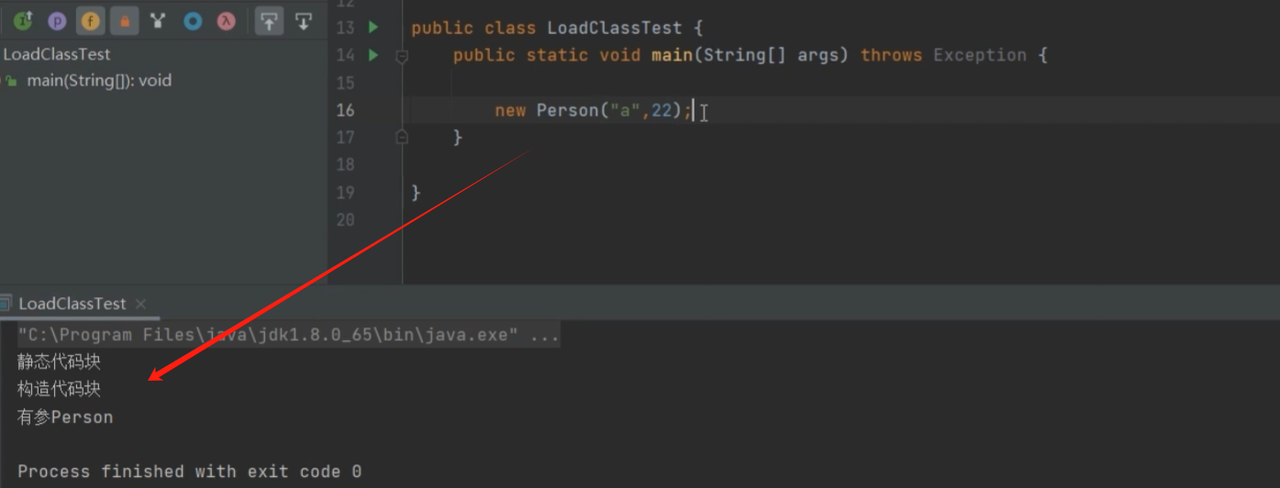 LoadClassTest
main(String[]): void
12
13 public class LoadClassTest {
14 public static void main(String[] args) throws Exception {
15
16 new Person("a",22);
17 }
18
19 }
20
LoadClassTest
"C:\Program Files\java\jdk1.8.0_65\bin\java.exe" ...
静态代码块
构造代码块
有参Person
Process finished with exit code 0